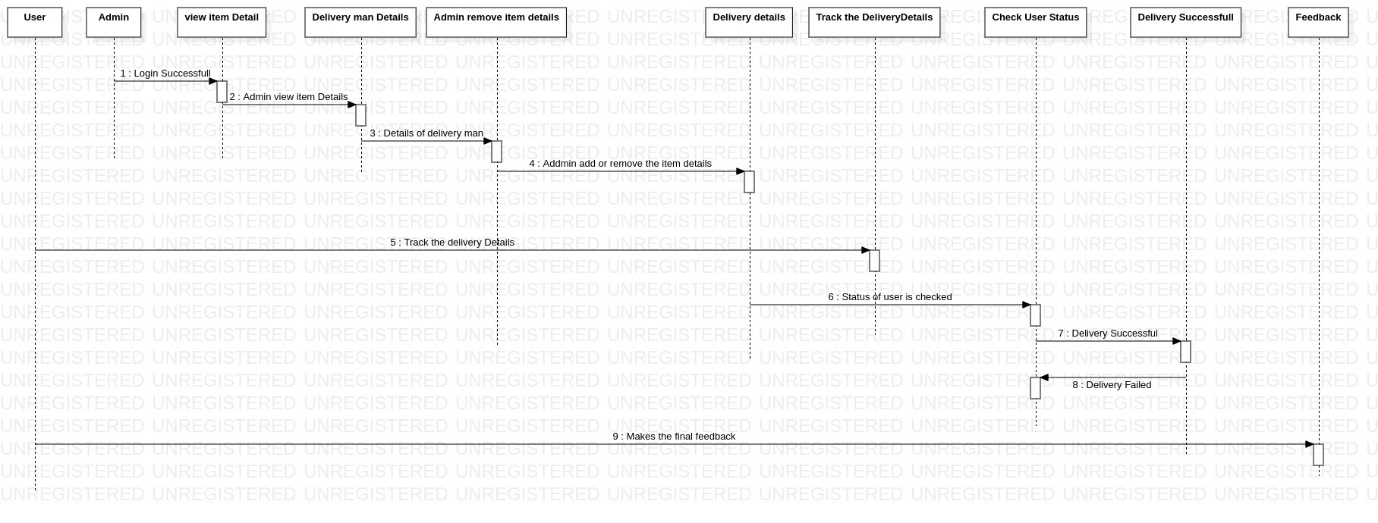 User
Admin
view item Detail
Delivery man Details
Admin remove item details
Delivery details
Track the DeliveryDetails
Check User Status
Delivery Successfull
Feedback
1 : Login Successfull
2 : Admin view item Details
3 : Details of delivery man
4 : Addmin add or remove the item details
5 : Track the delivery Details
6 : Status of user is checked
7 : Delivery Successful
8 : Delivery Failed
9 : Makes the final feedback
UNREGISTERED